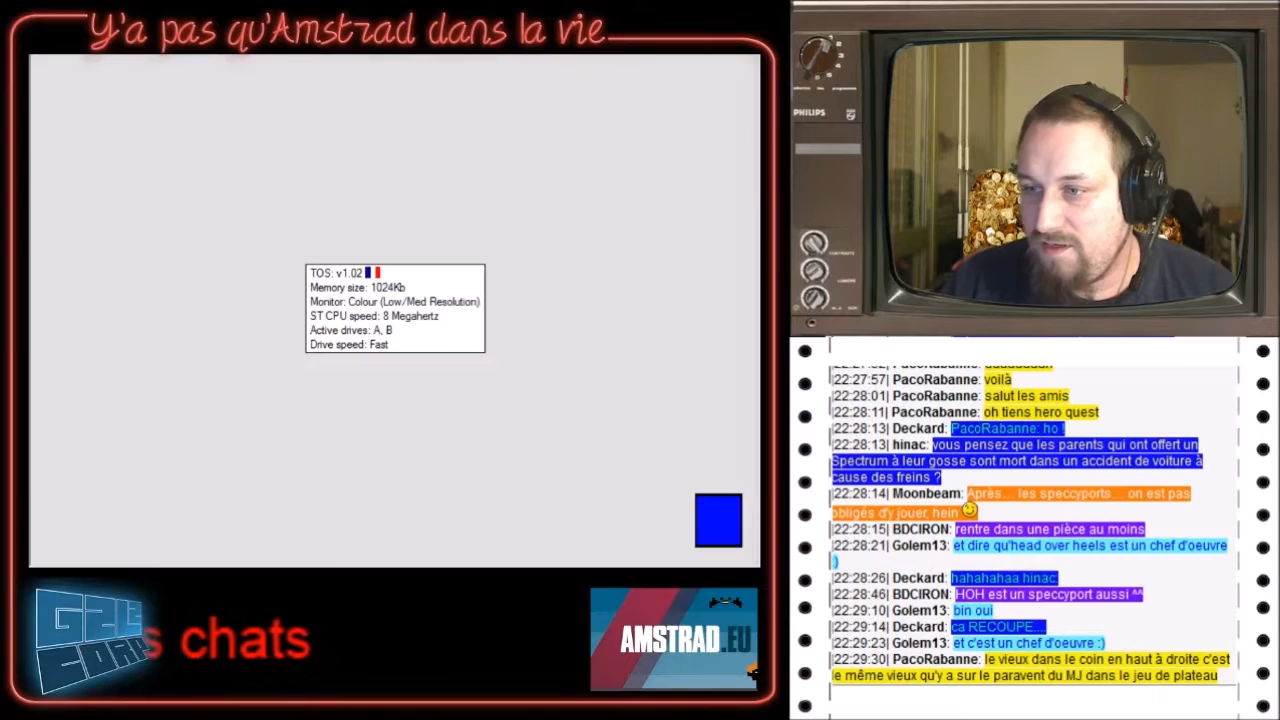 Y'a pas qu'Amstrad dans la vie
TOS: v1.02
Memory size: 1024Kb
Monitor: Colour (Low/Med Resolution)
ST CPU speed: 8 Megahertz
Active drives: A, B
Drive speed: Fast
G212
CORP
s chats
AMSTRAD.EU
PHILIPS
|22:27:57| PacoRabanne: voilà
|22:28:01| PacoRabanne: salut les amis
|22:28:11| PacoRabanne: oh tiens hero quest
|22:28:13| Deckard: PacoRabanne: ho !
|22:28:13| hinac: vous pensez que les parents qui ont offert un
Spectrum à leur gosse sont mort dans un accident de voiture à
cause des freins ?
|22:28:14| Moonbeam: Après.... les speccyports.... on est pas
obligés d'y jouer, hein
|22:28:15| BDCIRON: rentre dans une pièce au moins
|22:28:21| Golem13: et dire qu'head over heels est un chef d'oeuvre
:)
|22:28:26| Deckard: hahahahaa hinac:
|22:28:46| BDCIRON: HOH est un speccyport aussi ^^
|22:29:10| Golem13: bin oui
|22:29:14| Deckard: ca RECOUPE....
|22:29:23| Golem13: et c'est un chef d'oeuvre :)
|22:29:30| PacoRabanne: le vieux dans le coin en haut à droite c'est
le même vieux qu'y a sur le paravent du MJ dans le jeu de plateau